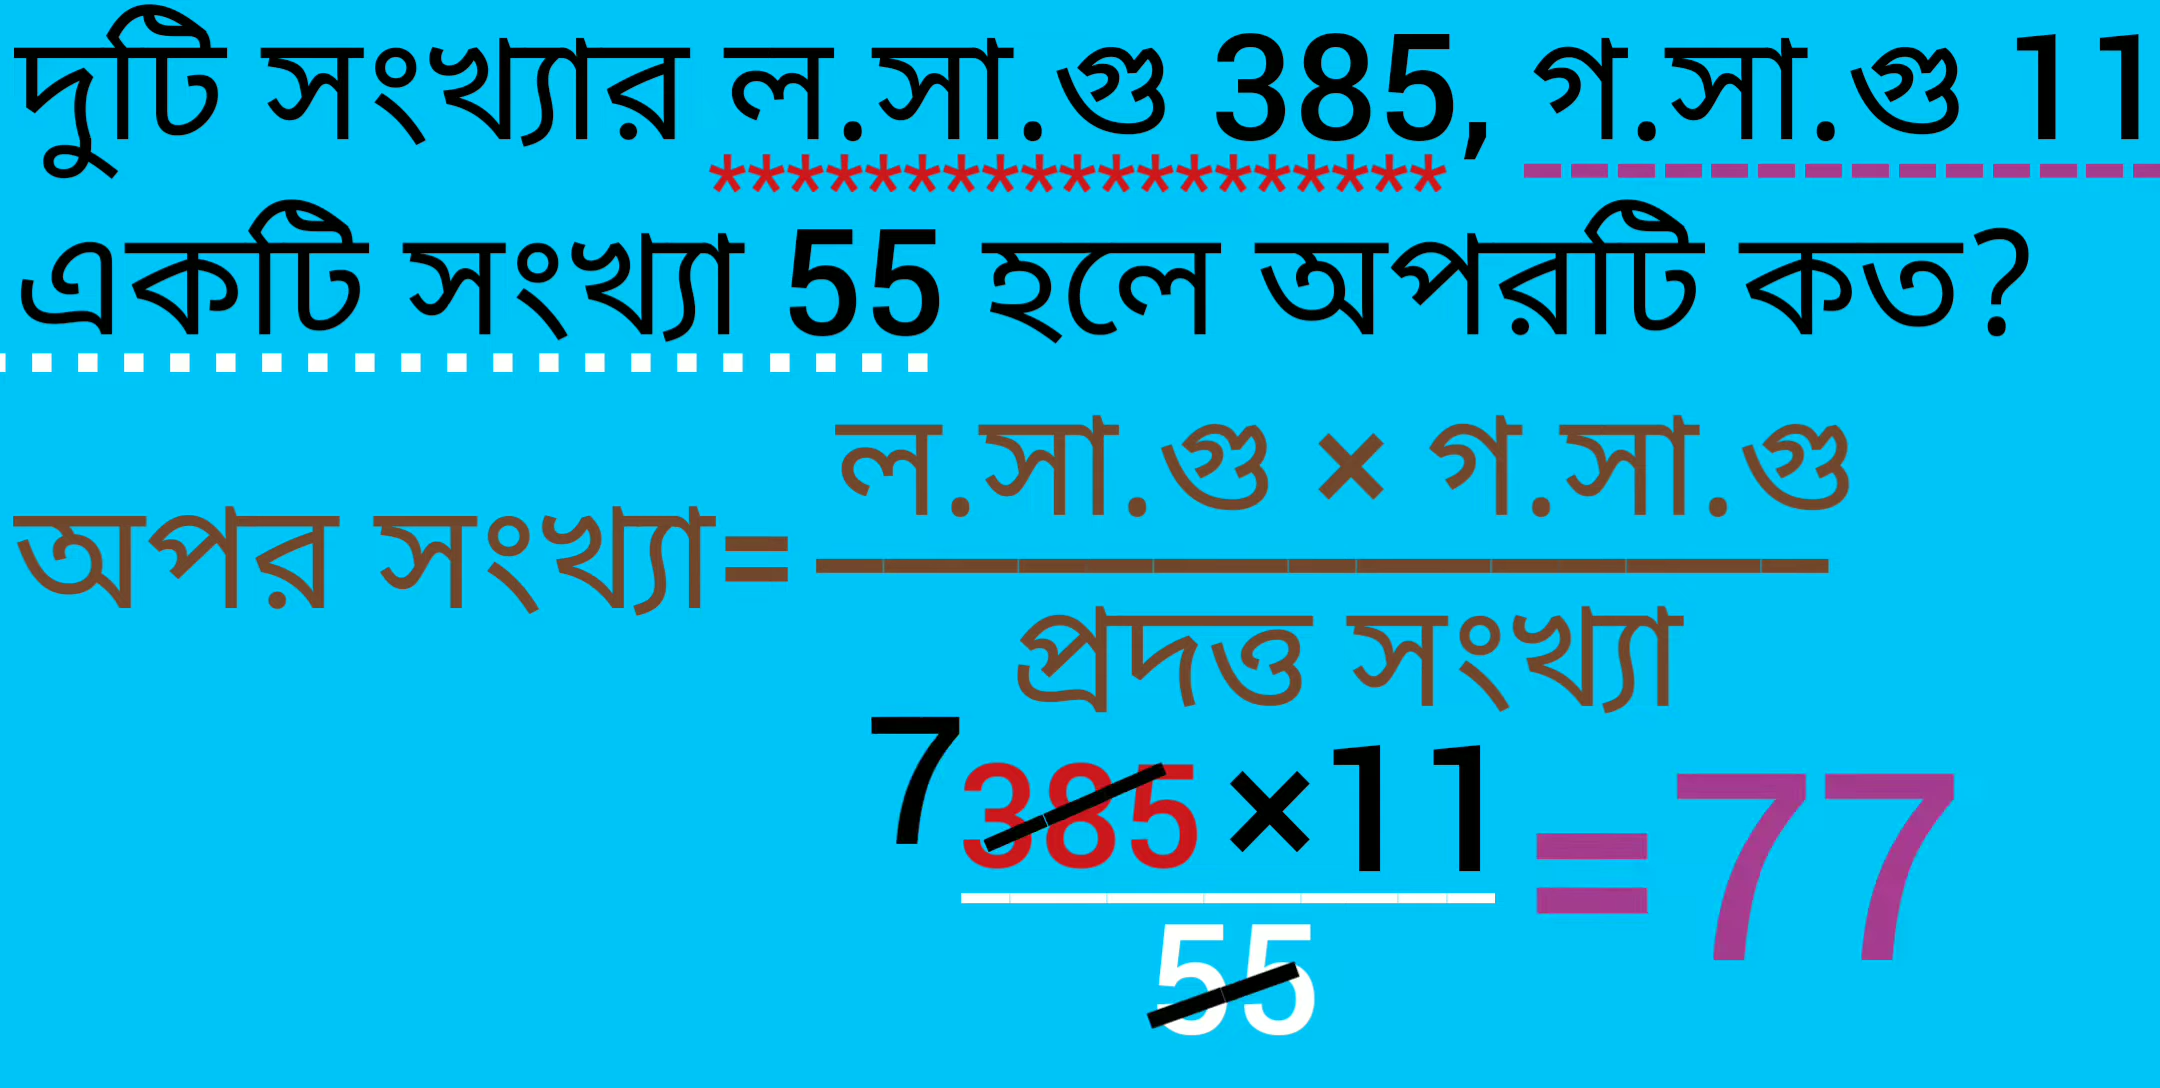 দুটি সংখ্যার ল.সা.গু 385, গ.সা.গু 11
******************* 
একটি সংখ্যা 55 হলে অপরটি কত?
ল.সা.গু × গ.সা.গু
অপর সংখ্যা=
প্রদত্ত সংখ্যা
7 385 ×11 =77
55